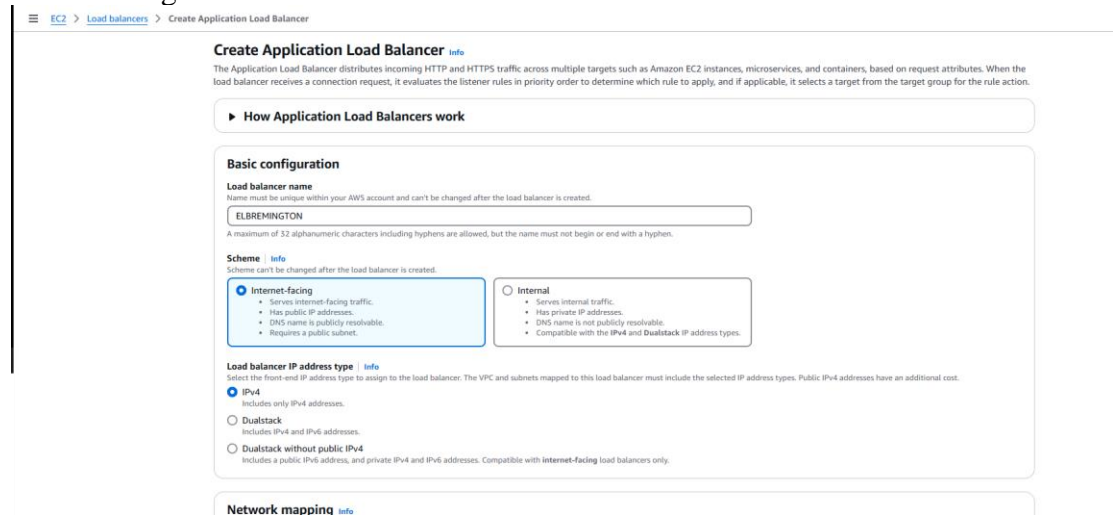 EC2 > Load balancers > Create Application Load Balancer
Create Application Load Balancer Info
The Application Load Balancer distributes incoming HTTP and HTTPS traffic across multiple targets such as Amazon EC2 instances, microservices, and containers, based on request attributes. When the
load balancer receives a connection request, it evaluates the listener rules in priority order to determine which rule to apply, and if applicable, it selects a target from the target group for the rule action.
How Application Load Balancers work
Basic configuration
Load balancer name
Name must be unique within your AWS account and can't be changed after the load balancer is created.
ELBREMINGTON
A maximum of 32 alphanumeric characters including hyphens are allowed, but the name must not begin or end with a hyphen.
Scheme | Info
Scheme can't be changed after the load balancer is created.
Internet-facing
• Serves internet-facing traffic.
• Has public IP addresses.
• DNS name is publicly resolvable.
• Requires a public subnet.
Internal
• Serves internal traffic.
• Has private IP addresses.
• DNS name is not publicly resolvable.
• Compatible with the IPv4 and Dualstack IP address types.
Load balancer IP address type | Info
Select the front-end IP address type to assign to the load balancer. The VPC and subnets mapped to this load balancer must include the selected IP address types. Public IPv4 addresses have an additional cost.
IPv4
Includes only IPv4 addresses.
Dualstack
Includes IPv4 and IPv6 addresses.
Dualstack without public IPv4
Includes a public IPv6 address, and private IPv4 and IPv6 addresses. Compatible with internet-facing load balancers only.
Network mapping Info